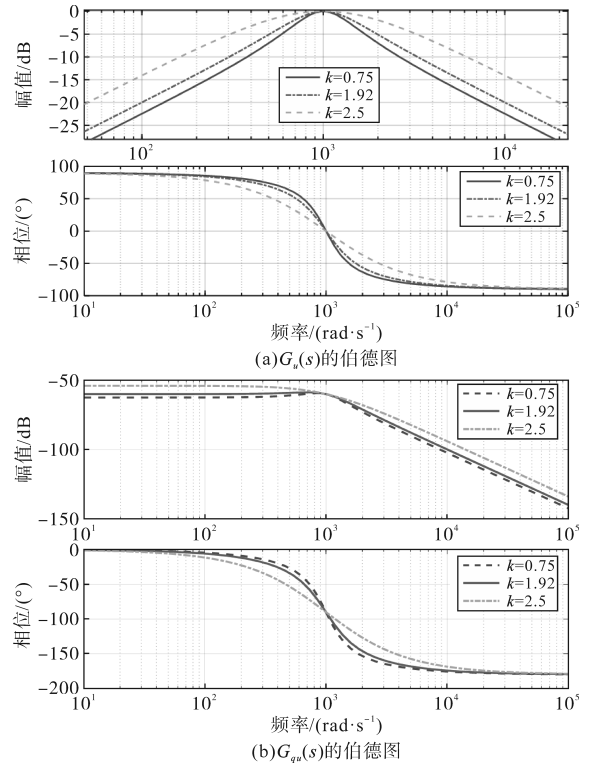 0
−5
−10
−15
−20
−25
幅值/dB
k=0.75
k=1.92
k=2.5
10² 10³ 10⁴
100
50
0
−50
−100
相位/(°)
k=0.75
k=1.92
k=2.5
10¹ 10² 10³ 10⁴ 10⁵
频率/(rad·s⁻¹)
(a)Gᵤ(s)的伯德图
−50
−100
−150
幅值/dB
k=0.75
k=1.92
k=2.5
10¹ 10² 10³ 10⁴ 10⁵
0
−50
−100
−150
−200
相位/(°)
k=0.75
k=1.92
k=2.5
10¹ 10² 10³ 10⁴ 10⁵
频率/(rad·s⁻¹)
(b)G_qu(s)的伯德图